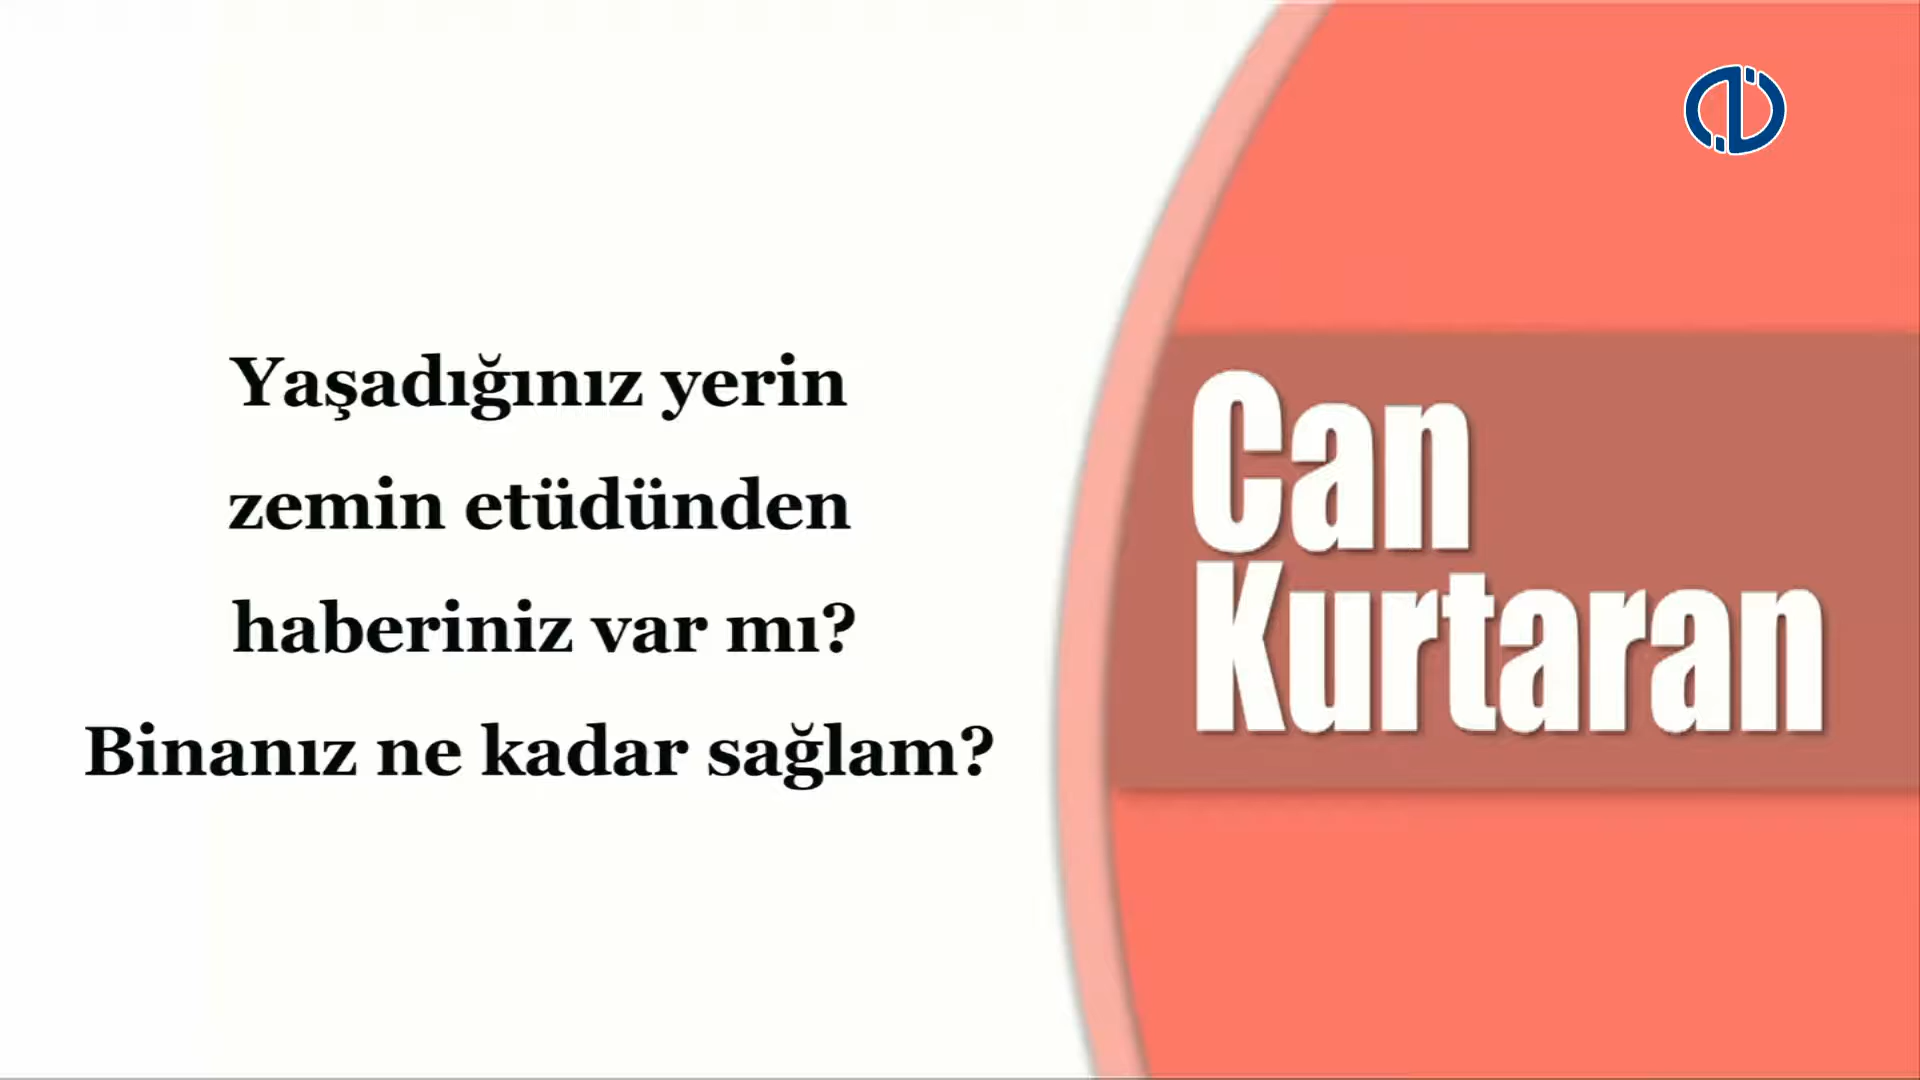 Yaşadığınız yerin
zemin etüdünden
haberiniz var mı?
Binanız ne kadar sağlam?
Can
Kurtaran